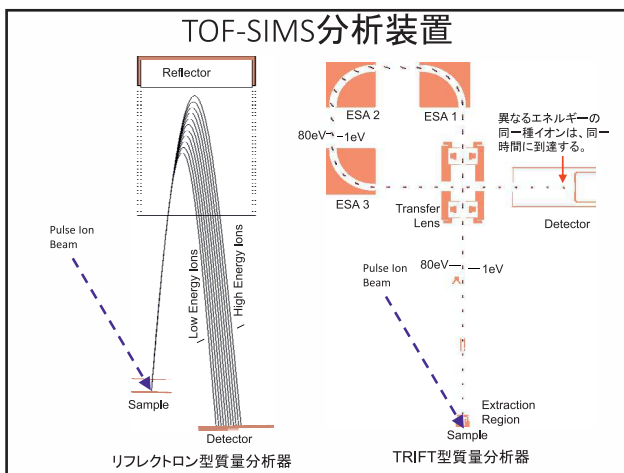 TOF-SIMS分析装置
Reflector
Pulse Ion
Beam
Low Energy Ions
High Energy Ions
Sample
Detector
リフレクトロン型質量分析器
ESA 2
ESA 1
80eV
1eV
ESA 3
異なるエネルギーの
同一種イオンは、同一
時間に到達する。
Transfer
Lens
Detector
80eV
1eV
Pulse Ion
Beam
Extraction
Region
Sample
TRIFT型質量分析器